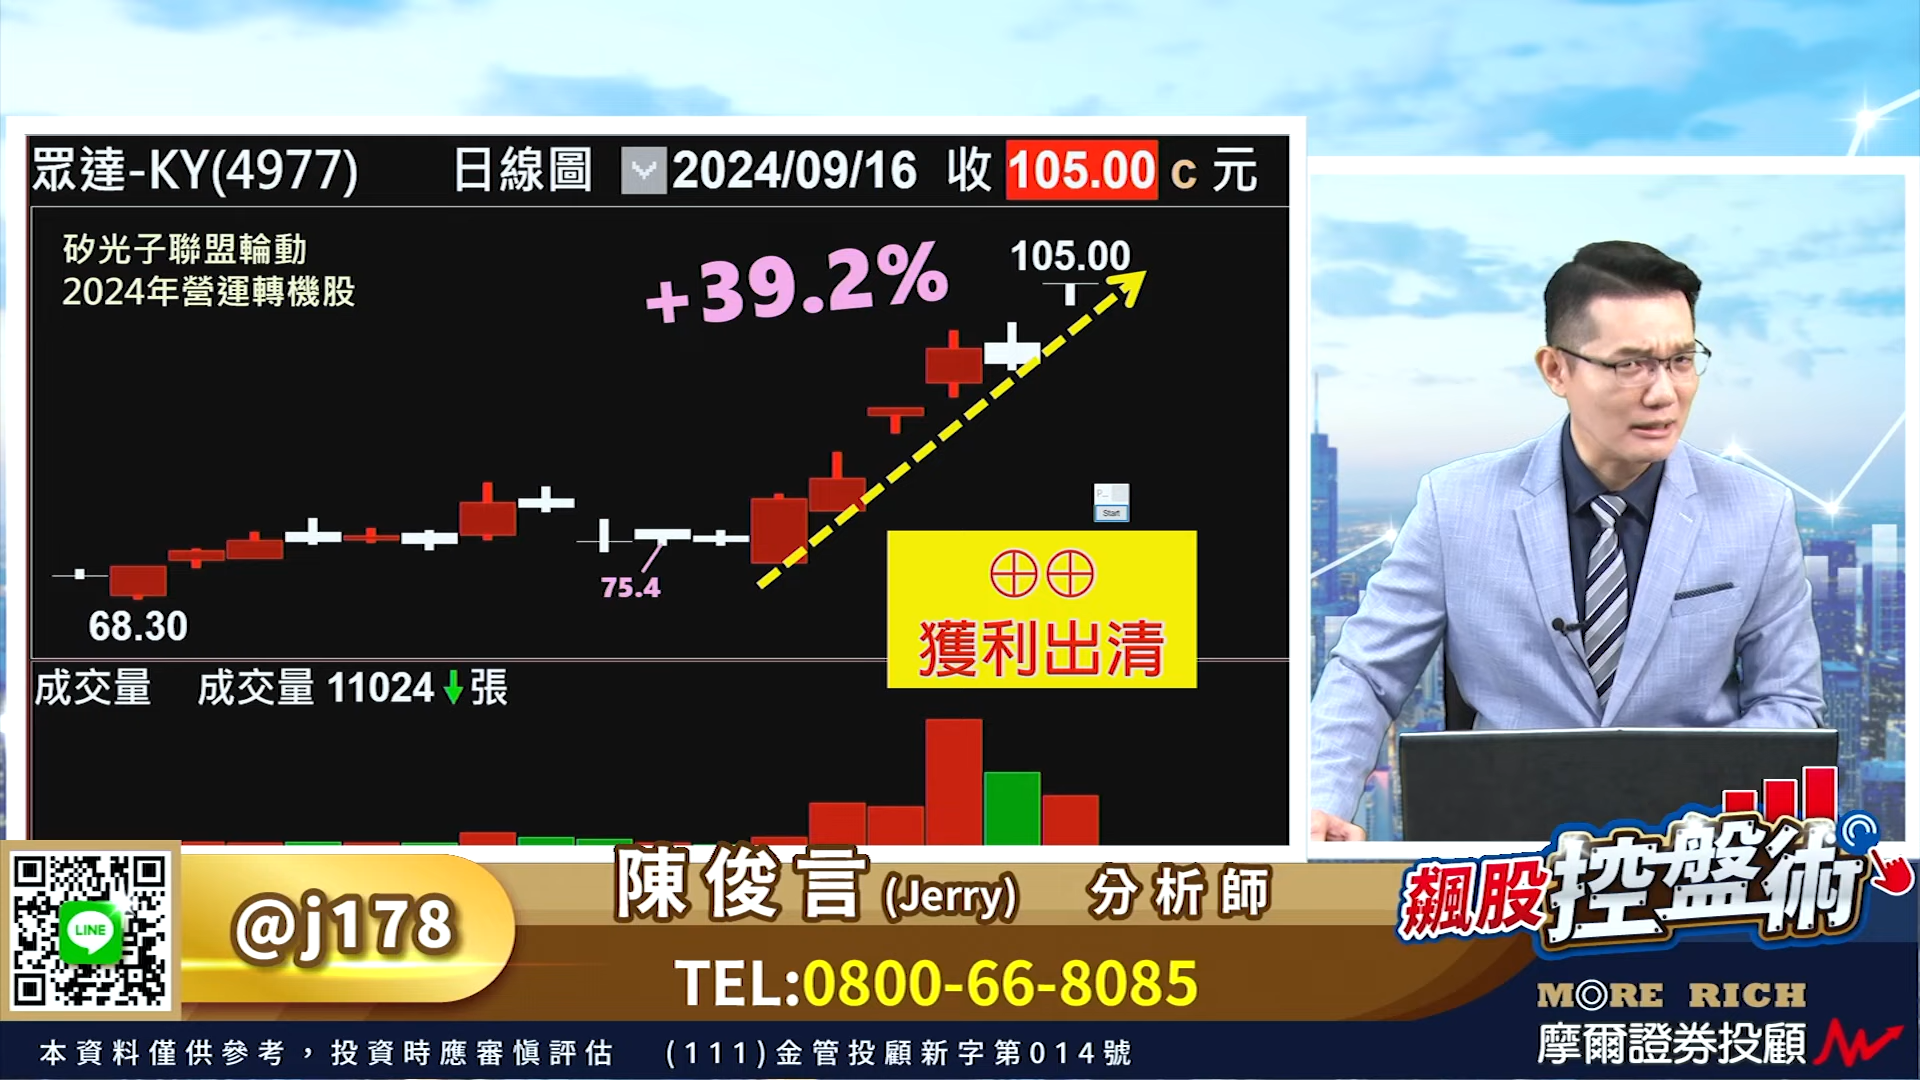 眾達-KY(4977) 日線圖 2024/09/16 收 105.00 c 元
矽光子聯盟輪動
2024年營運轉機股
+39.2%
105.00
75.4
68.30
P...
Start
⊕⊕
獲利出清
成交量 成交量 11024↓張
LINE
@j178
陳俊言 (Jerry) 分析師
TEL:0800-66-8085
飆股控盤術
MORE RICH
摩爾證券投顧
本資料僅供參考，投資時應審慎評估 (111)金管投顧新字第014號